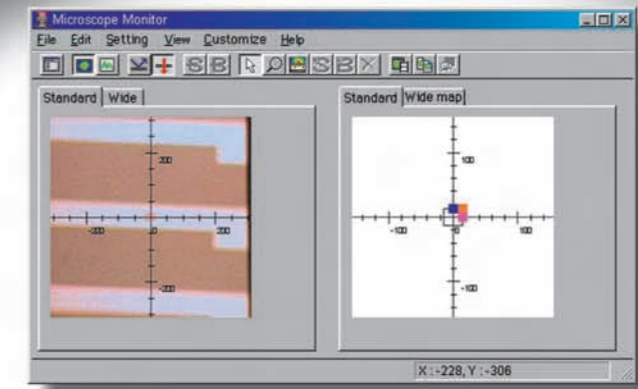 Microscope Monitor
File Edit Setting View Customize Help
Standard Wide
Standard Wide map
200
-200 200
-200
100
-100 +0 100
-100
X :-228, Y :-306